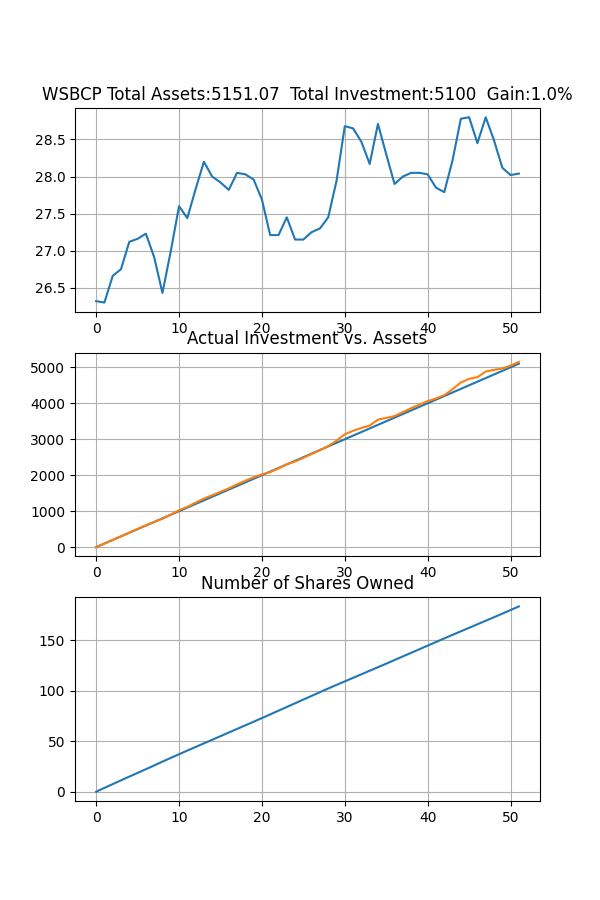 WSBCP Total Assets:5151.07  Total Investment:5100  Gain:1.0%
28.5
28.0
27.5
27.0
26.5
0 10 20 30 40 50
Actual Investment vs. Assets
5000
4000
3000
2000
1000
0
0 10 20 30 40 50
Number of Shares Owned
150
100
50
0
0 10 20 30 40 50